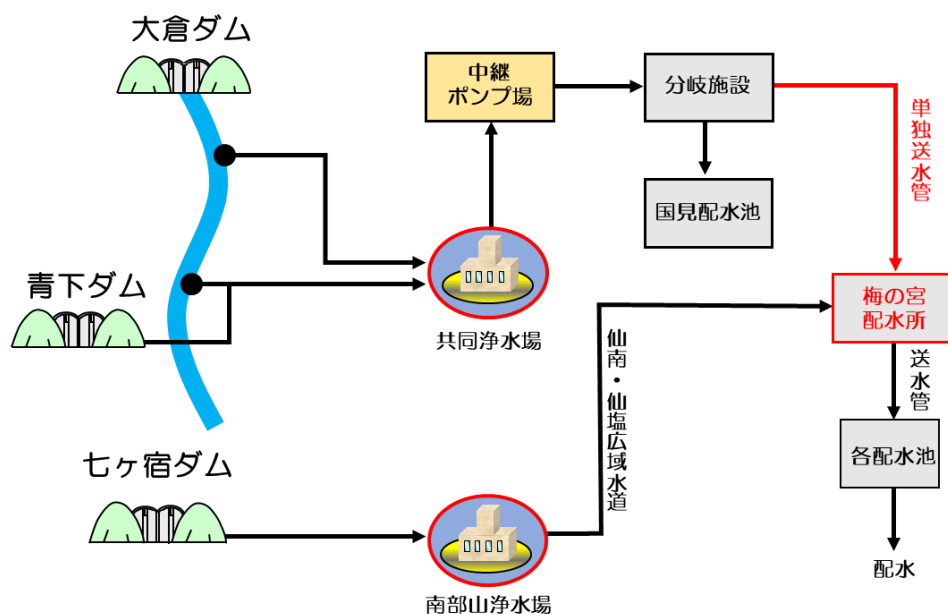 大倉ダム
中継
ポンプ場
分岐施設
単独送水管
国見配水池
青下ダム
共同浄水場
梅の宮
配水所
仙南・仙塩広域水道
送水管
七ヶ宿ダム
各配水池
南部山浄水場
配水